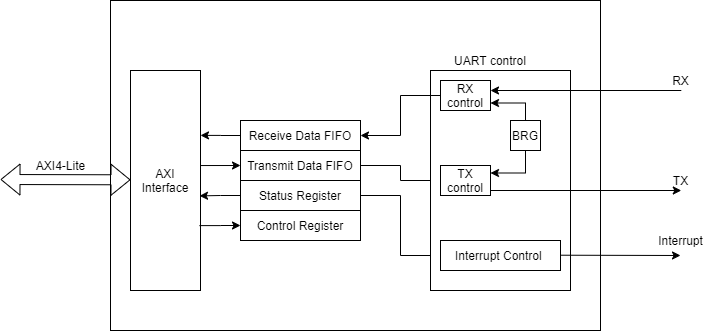 UART control
RX
control
RX
BRG
Receive Data FIFO
AXI4-Lite
AXI
Interface
Transmit Data FIFO
TX
control
TX
Status Register
Control Register
Interrupt Control
Interrupt